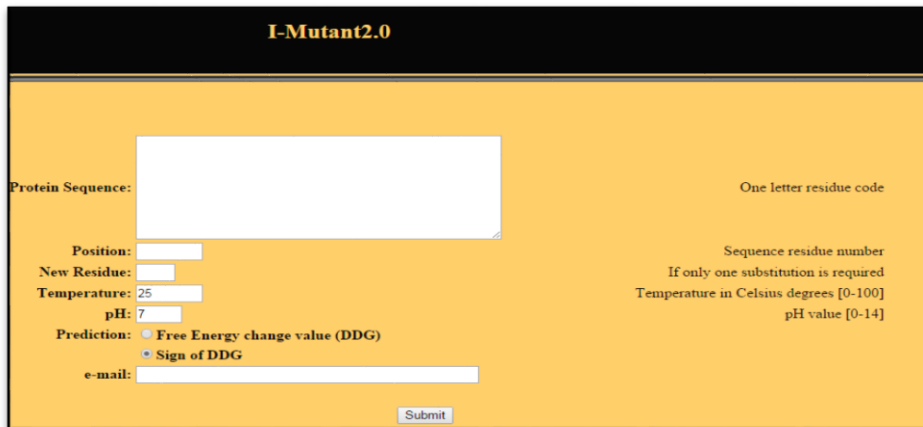 I-Mutant2.0
Protein Sequence: One letter residue code
Position: Sequence residue number
New Residue: If only one substitution is required
Temperature: 25 Temperature in Celsius degrees [0-100]
pH: 7 pH value [0-14]
Prediction: Free Energy change value (DDG)
Sign of DDG
e-mail:
Submit